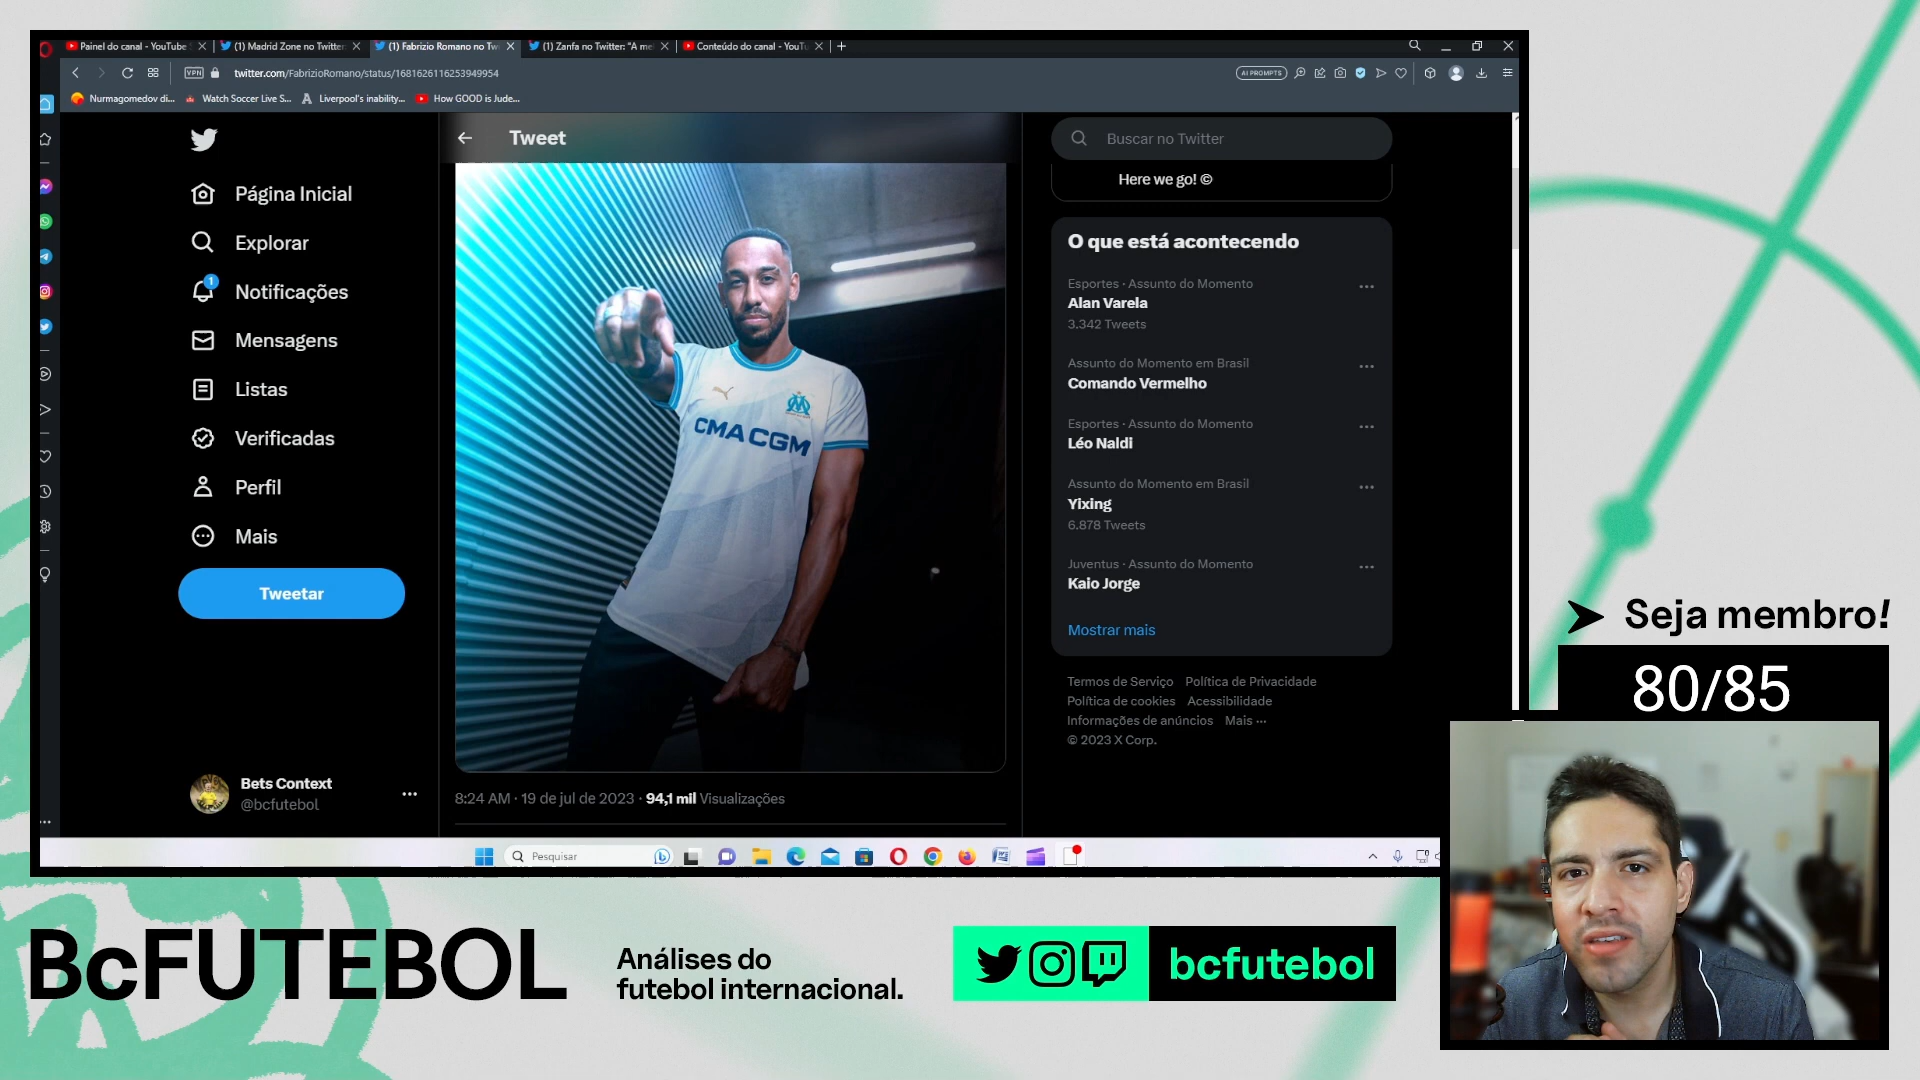 Painel do canal - YouTube
(1) Madrid Zone no Twitter:
(1) Fabrizio Romano no Tw
(1) Zanfa no Twitter: "A me
Conteúdo do canal - YouTu
VPN
twitter.com/FabrizioRomano/status/1681626116253949954
AI PROMPTS
Nurmagomedov di...
Watch Soccer Live S...
Liverpool's inability...
How GOOD is Jude...
Página Inicial
Explorar
1
Notificações
Mensagens
Listas
Verificadas
Perfil
Mais
Tweetar
Bets Context
@bcfutebol
Tweet
CMA CGM
8:24 AM · 19 de jul de 2023 · 94,1 mil Visualizações
Buscar no Twitter
Here we go! ©
O que está acontecendo
Esportes · Assunto do Momento
Alan Varela
3.342 Tweets
Assunto do Momento em Brasil
Comando Vermelho
Esportes · Assunto do Momento
Léo Naldi
Assunto do Momento em Brasil
Yixing
6.878 Tweets
Juventus · Assunto do Momento
Kaio Jorge
Mostrar mais
Termos de Serviço Política de Privacidade
Política de cookies Acessibilidade
Informações de anúncios Mais ···
© 2023 X Corp.
Pesquisar
Seja membro!
80/85
BcFUTEBOL
Análises do
futebol internacional.
bcfutebol